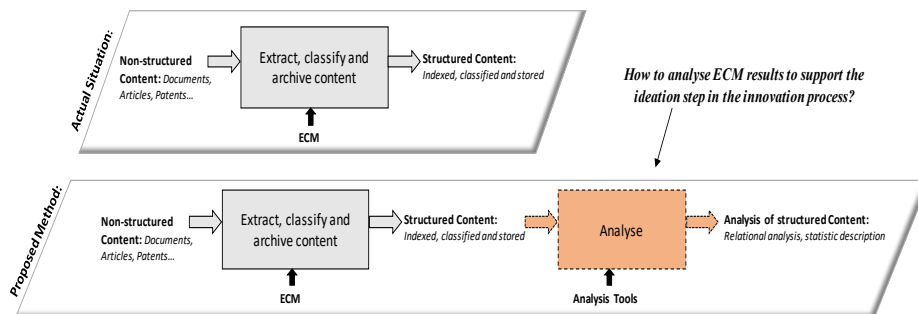 Actual Situation:
Non-structured
Content: Documents,
Articles, Patents...
Extract, classify and
archive content
Structured Content:
Indexed, classified and stored
ECM
How to analyse ECM results to support the
ideation step in the innovation process?
Proposed Method:
Non-structured
Content: Documents,
Articles, Patents...
Extract, classify and
archive content
Structured Content:
Indexed, classified and stored
Analyse
Analysis of structured Content:
Relational analysis, statistic description
ECM
Analysis Tools